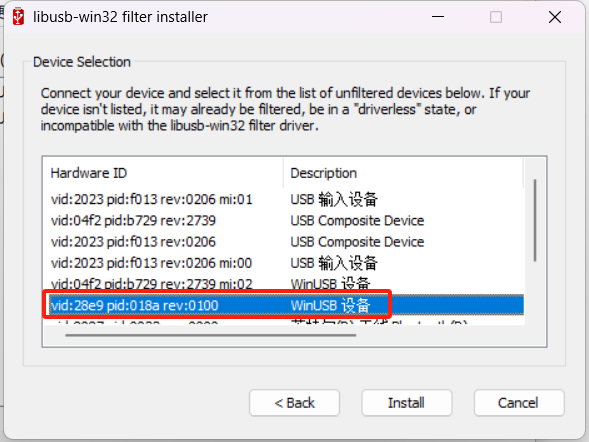 libusb-win32 filter installer
Device Selection
Connect your device and select it from the list of unfiltered devices below. If your
device isn't listed, it may already be filtered, be in a "driverless" state, or
incompatible with the libusb-win32 filter driver.
Hardware ID Description
vid:2023 pid:f013 rev:0206 mi:01 USB 输入设备
vid:04f2 pid:b729 rev:2739 USB Composite Device
vid:2023 pid:f013 rev:0206 USB Composite Device
vid:2023 pid:f013 rev:0206 mi:00 USB 输入设备
vid:04f2 pid:b729 rev:2739 mi:02 WinUSB 设备
vid:28e9 pid:018a rev:0100 WinUSB 设备
< Back
Install
Cancel